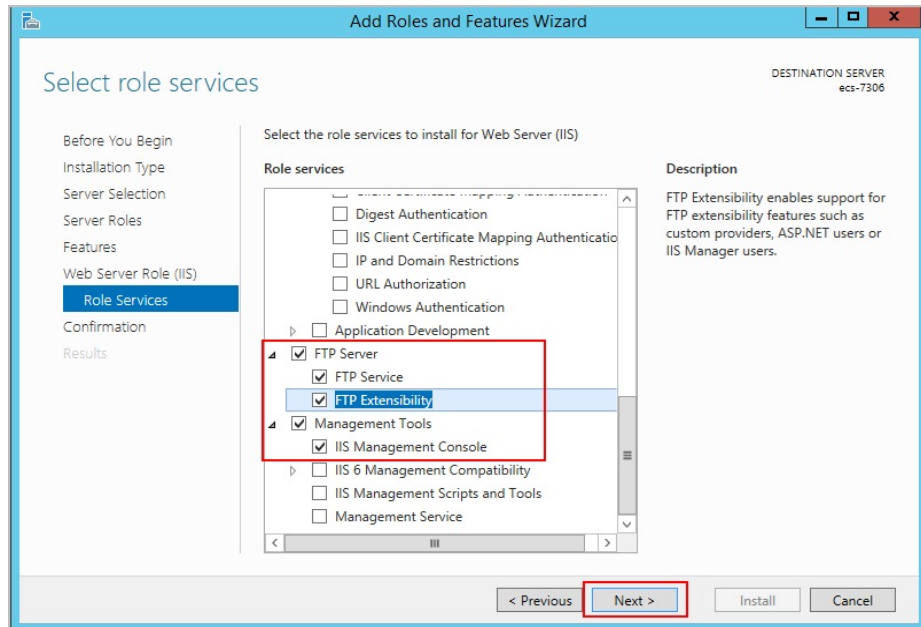 Add Roles and Features Wizard
Select role services
DESTINATION SERVER
ecs-7306
Before You Begin
Installation Type
Server Selection
Server Roles
Features
Web Server Role (IIS)
Role Services
Confirmation
Results
Select the role services to install for Web Server (IIS)
Role services
Client Certificate Mapping Authentication
Digest Authentication
IIS Client Certificate Mapping Authenticatio
IP and Domain Restrictions
URL Authorization
Windows Authentication
Application Development
FTP Server
FTP Service
FTP Extensibility
Management Tools
IIS Management Console
IIS 6 Management Compatibility
IIS Management Scripts and Tools
Management Service
Description
FTP Extensibility enables support for
FTP extensibility features such as
custom providers, ASP.NET users or
IIS Manager users.
< Previous
Next >
Install
Cancel